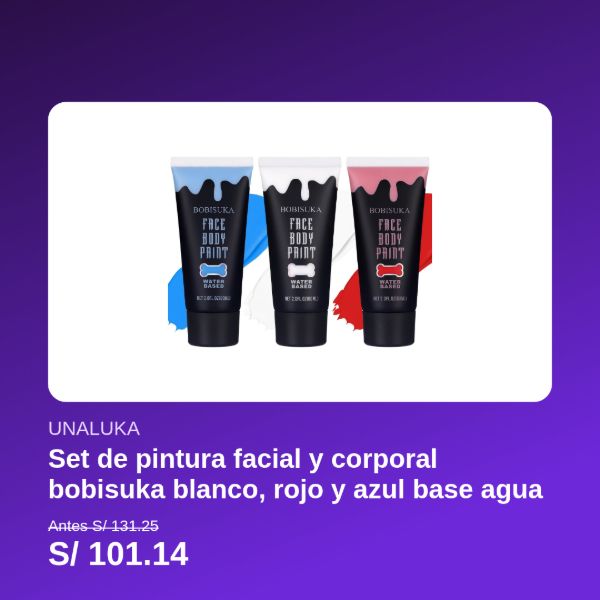 BOBISUKA
FACE
BODY
PAINT
WATER
BASED
BOBISUKA
FACE
BODY
PAINT
WATER
BASED
BOBISUKA
FACE
BODY
PAINT
WATER
BASED
UNALUKA
Set de pintura facial y corporal
bobisuka blanco, rojo y azul base agua
Antes S/ 131.25
S/ 101.14